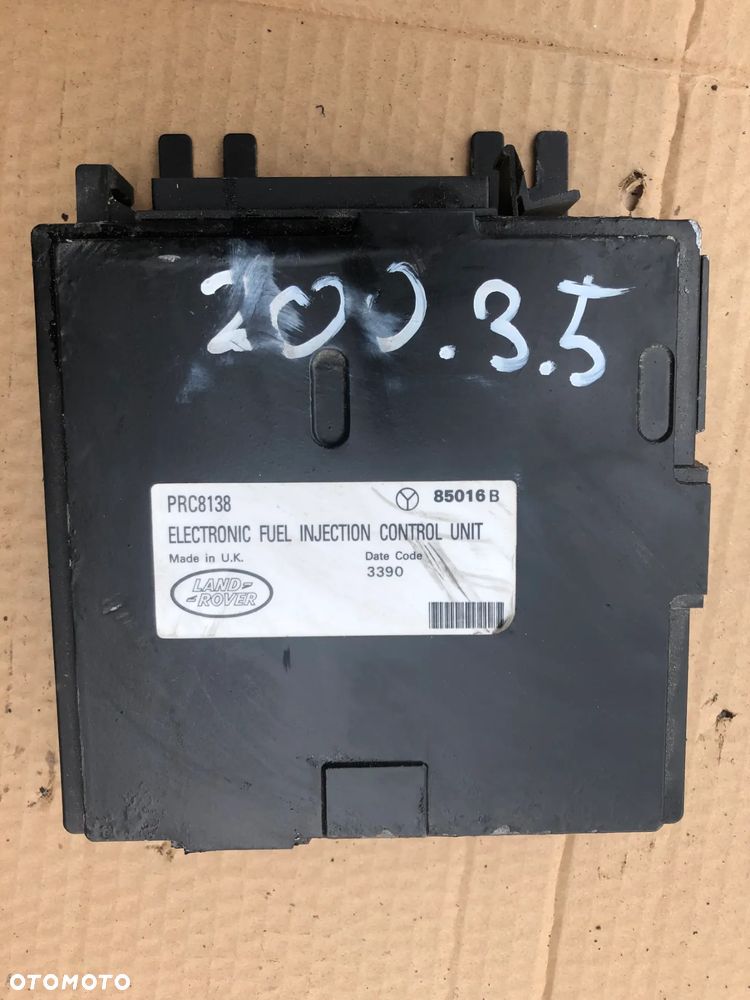 200.3.5
PRC8138
85016 B
ELECTRONIC FUEL INJECTION CONTROL UNIT
Made in U.K.
Date Code
3390
LAND-
-ROVER
OTOMOTO